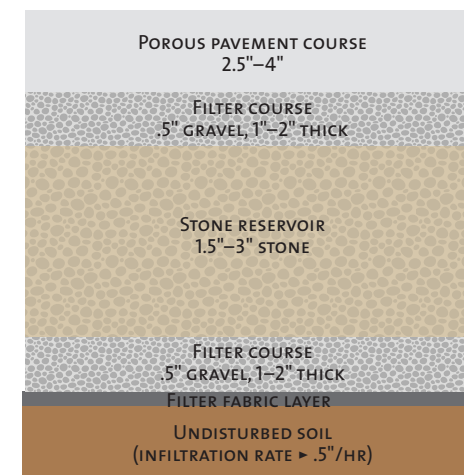 Porous pavement course
2.5"–4"
Filter course
.5" gravel, 1"–2" thick
Stone reservoir
1.5"–3" stone
Filter course
.5" gravel, 1–2" thick
Filter fabric layer
Undisturbed soil
(infiltration rate ► .5"/hr)